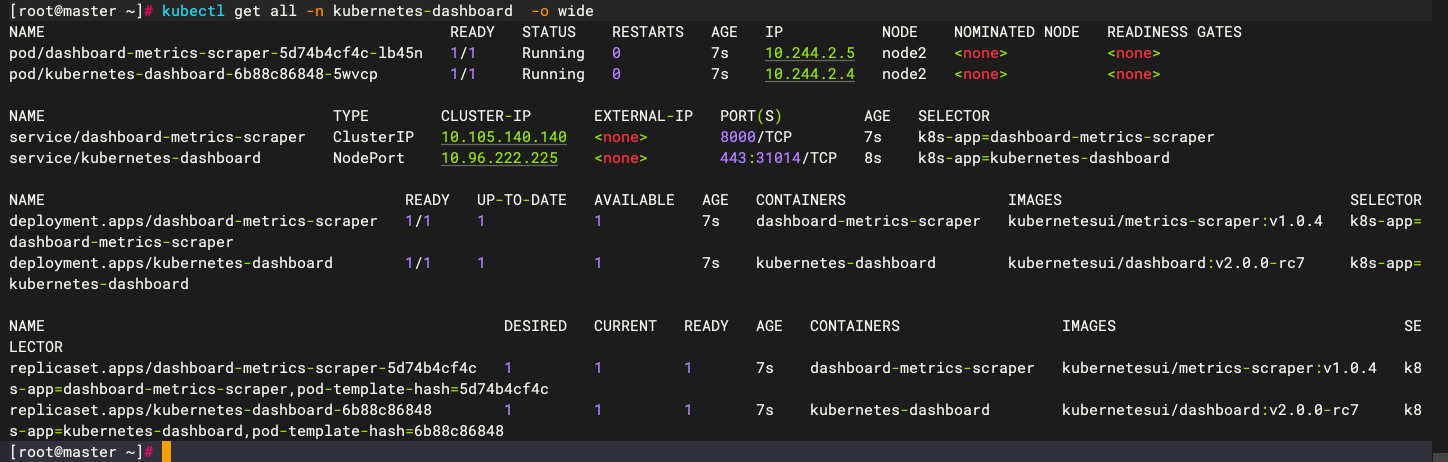 [root@master ~]# kubectl get all -n kubernetes-dashboard  -o wide
NAME                                             READY   STATUS    RESTARTS   AGE   IP           NODE    NOMINATED NODE   READINESS GATES
pod/dashboard-metrics-scraper-5d74b4cf4c-lb45n   1/1     Running   0          7s    10.244.2.5   node2   <none>           <none>
pod/kubernetes-dashboard-6b88c86848-5wvcp        1/1     Running   0          7s    10.244.2.4   node2   <none>           <none>

NAME                                TYPE        CLUSTER-IP       EXTERNAL-IP   PORT(S)         AGE   SELECTOR
service/dashboard-metrics-scraper   ClusterIP   10.105.140.140   <none>        8000/TCP        7s    k8s-app=dashboard-metrics-scraper
service/kubernetes-dashboard        NodePort    10.96.222.225    <none>        443:31014/TCP   8s    k8s-app=kubernetes-dashboard

NAME                                        READY   UP-TO-DATE   AVAILABLE   AGE   CONTAINERS                  IMAGES                                SELECTOR
deployment.apps/dashboard-metrics-scraper   1/1     1            1           7s    dashboard-metrics-scraper   kubernetesui/metrics-scraper:v1.0.4   k8s-app=
dashboard-metrics-scraper
deployment.apps/kubernetes-dashboard        1/1     1            1           7s    kubernetes-dashboard        kubernetesui/dashboard:v2.0.0-rc7     k8s-app=
kubernetes-dashboard

NAME                                                   DESIRED   CURRENT   READY   AGE   CONTAINERS                  IMAGES                                SE
LECTOR
replicaset.apps/dashboard-metrics-scraper-5d74b4cf4c   1         1         1       7s    dashboard-metrics-scraper   kubernetesui/metrics-scraper:v1.0.4   k8
s-app=dashboard-metrics-scraper,pod-template-hash=5d74b4cf4c
replicaset.apps/kubernetes-dashboard-6b88c86848        1         1         1       7s    kubernetes-dashboard        kubernetesui/dashboard:v2.0.0-rc7     k8
s-app=kubernetes-dashboard,pod-template-hash=6b88c86848
[root@master ~]#